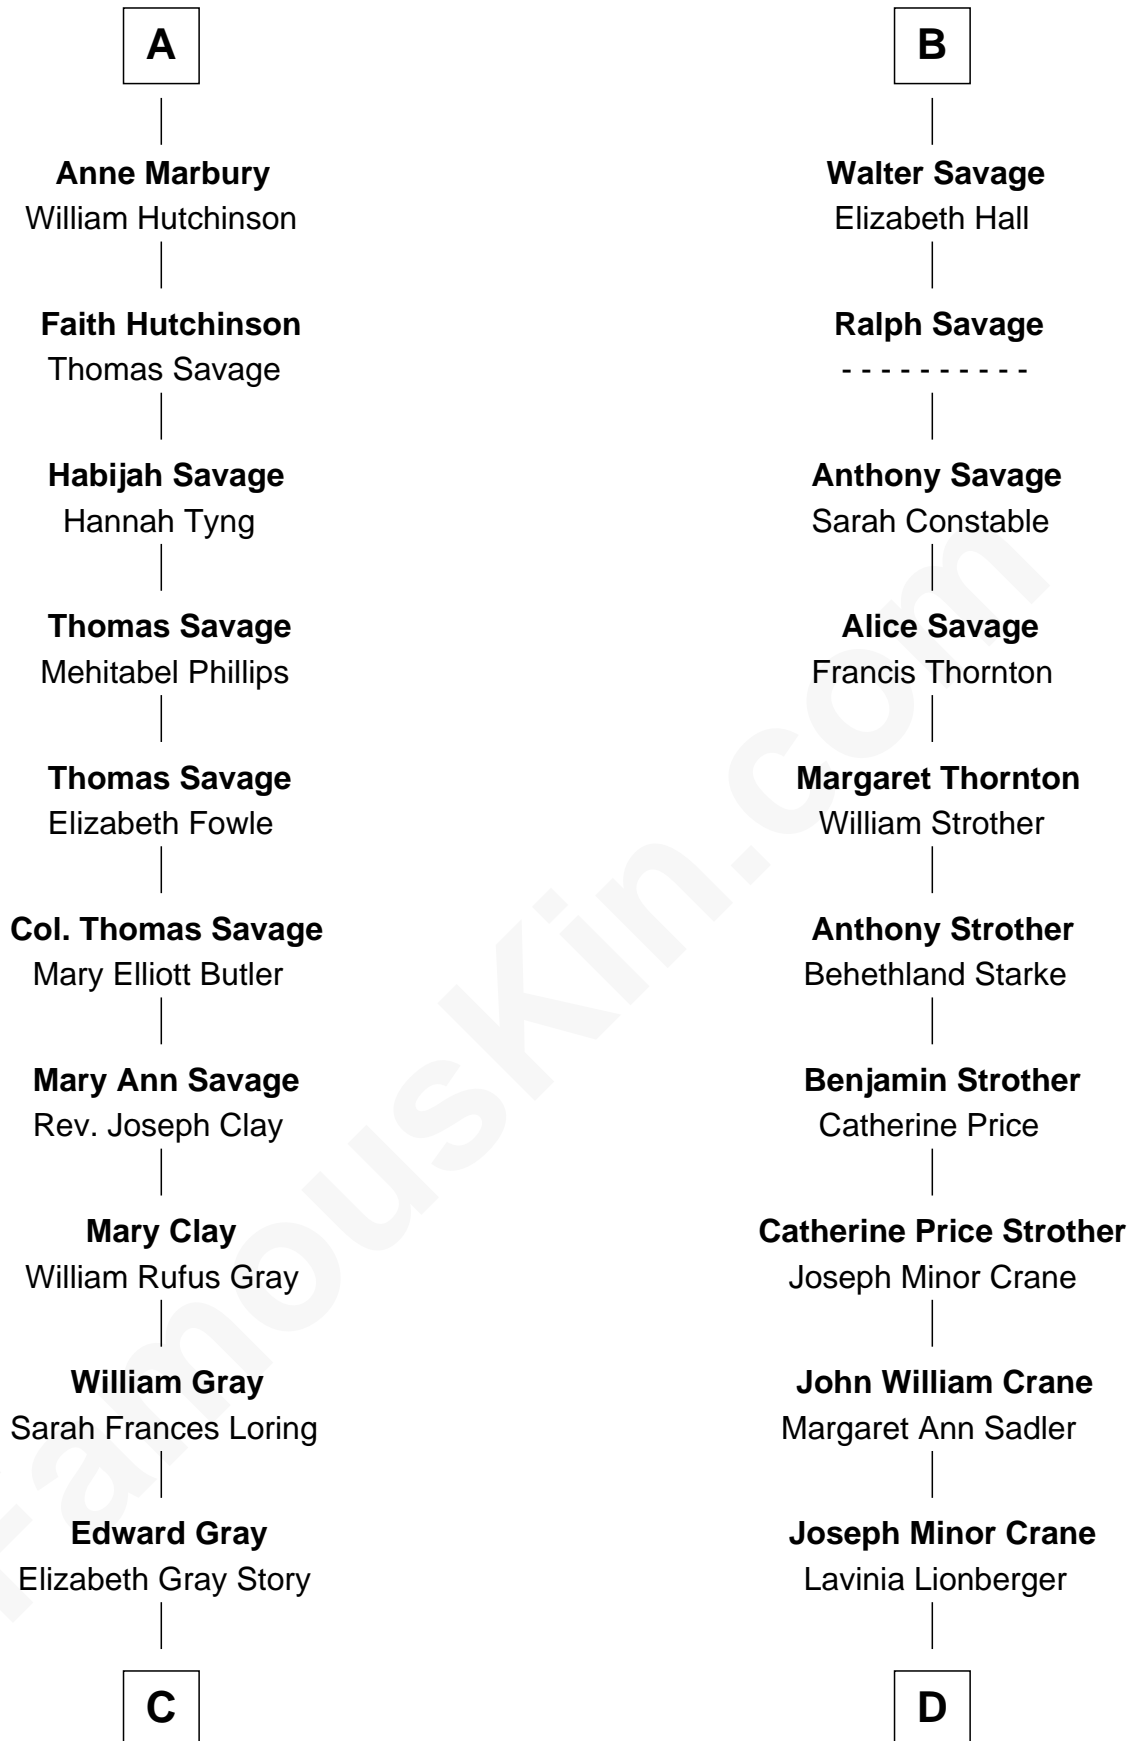 A
Anne Marbury
William Hutchinson
Faith Hutchinson
Thomas Savage
Habijah Savage
Hannah Tyng
Thomas Savage
Mehitabel Phillips
Thomas Savage
Elizabeth Fowle
Col. Thomas Savage
Mary Elliott Butler
Mary Ann Savage
Rev. Joseph Clay
Mary Clay
William Rufus Gray
William Gray
Sarah Frances Loring
Edward Gray
Elizabeth Gray Story
C
B
Walter Savage
Elizabeth Hall
Ralph Savage
- - - - - - - - - -
Anthony Savage
Sarah Constable
Alice Savage
Francis Thornton
Margaret Thornton
William Strother
Anthony Strother
Behethland Starke
Benjamin Strother
Catherine Price
Catherine Price Strother
Joseph Minor Crane
John William Crane
Margaret Ann Sadler
Joseph Minor Crane
Lavinia Lionberger
D
FamousKin.com